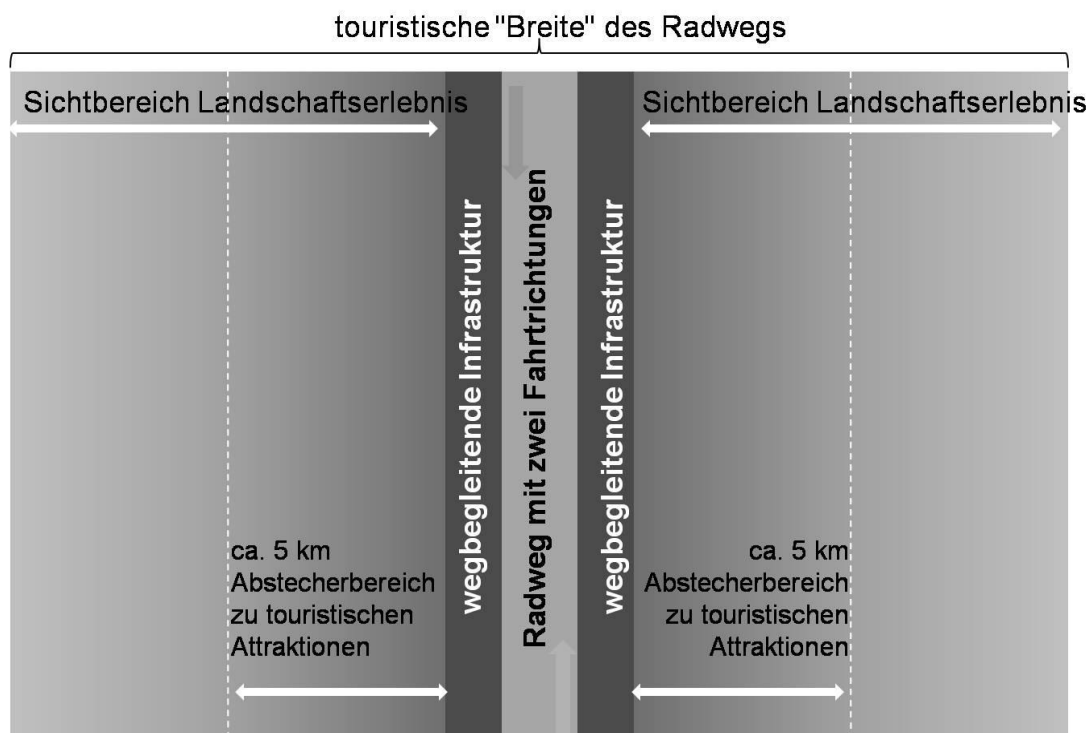 touristische "Breite" des Radwegs
Sichtbereich Landschaftserlebnis
Sichtbereich Landschaftserlebnis
wegbegleitende Infrastruktur
Radweg mit zwei Fahrtrichtungen
wegbegleitende Infrastruktur
ca. 5 km
Abstecherbereich
zu touristischen
Attraktionen
ca. 5 km
Abstecherbereich
zu touristischen
Attraktionen